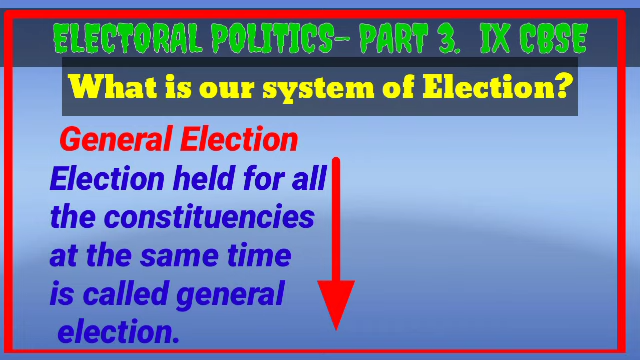 ELECTORAL POLITICS- PART 3. IX CBSE
What is our system of Election?
General Election
Election held for all
the constituencies
at the same time
is called general
election.